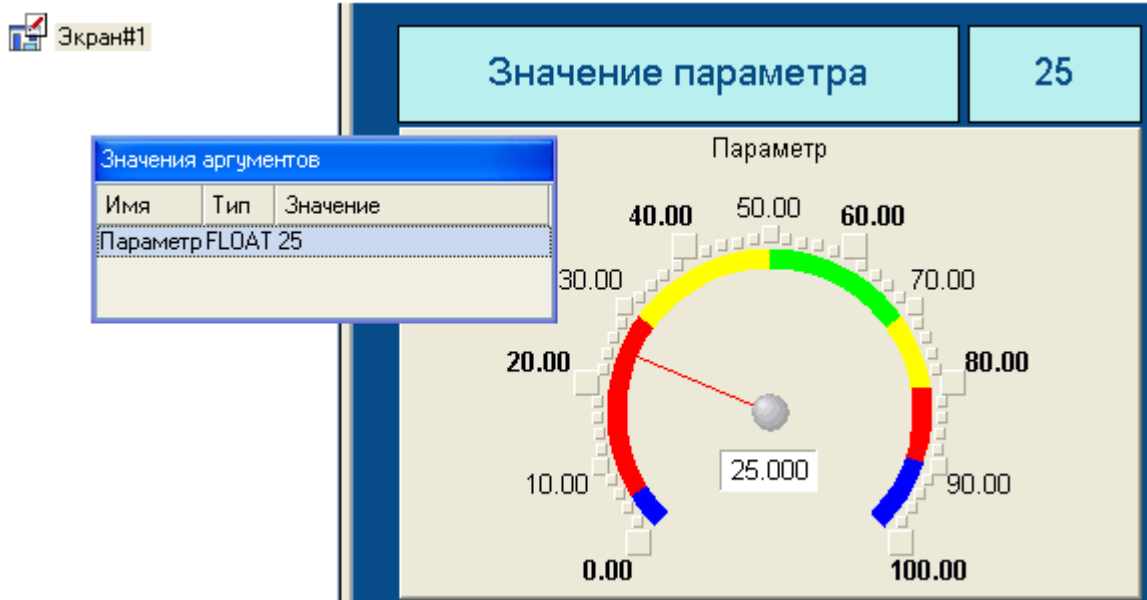 Экран#1
Значение параметра 25
Значения аргументов
Имя Тип Значение
Параметр FLOAT 25
Параметр
40.00 50.00 60.00
30.00 70.00
20.00 80.00
25.000
10.00 90.00
0.00 100.00